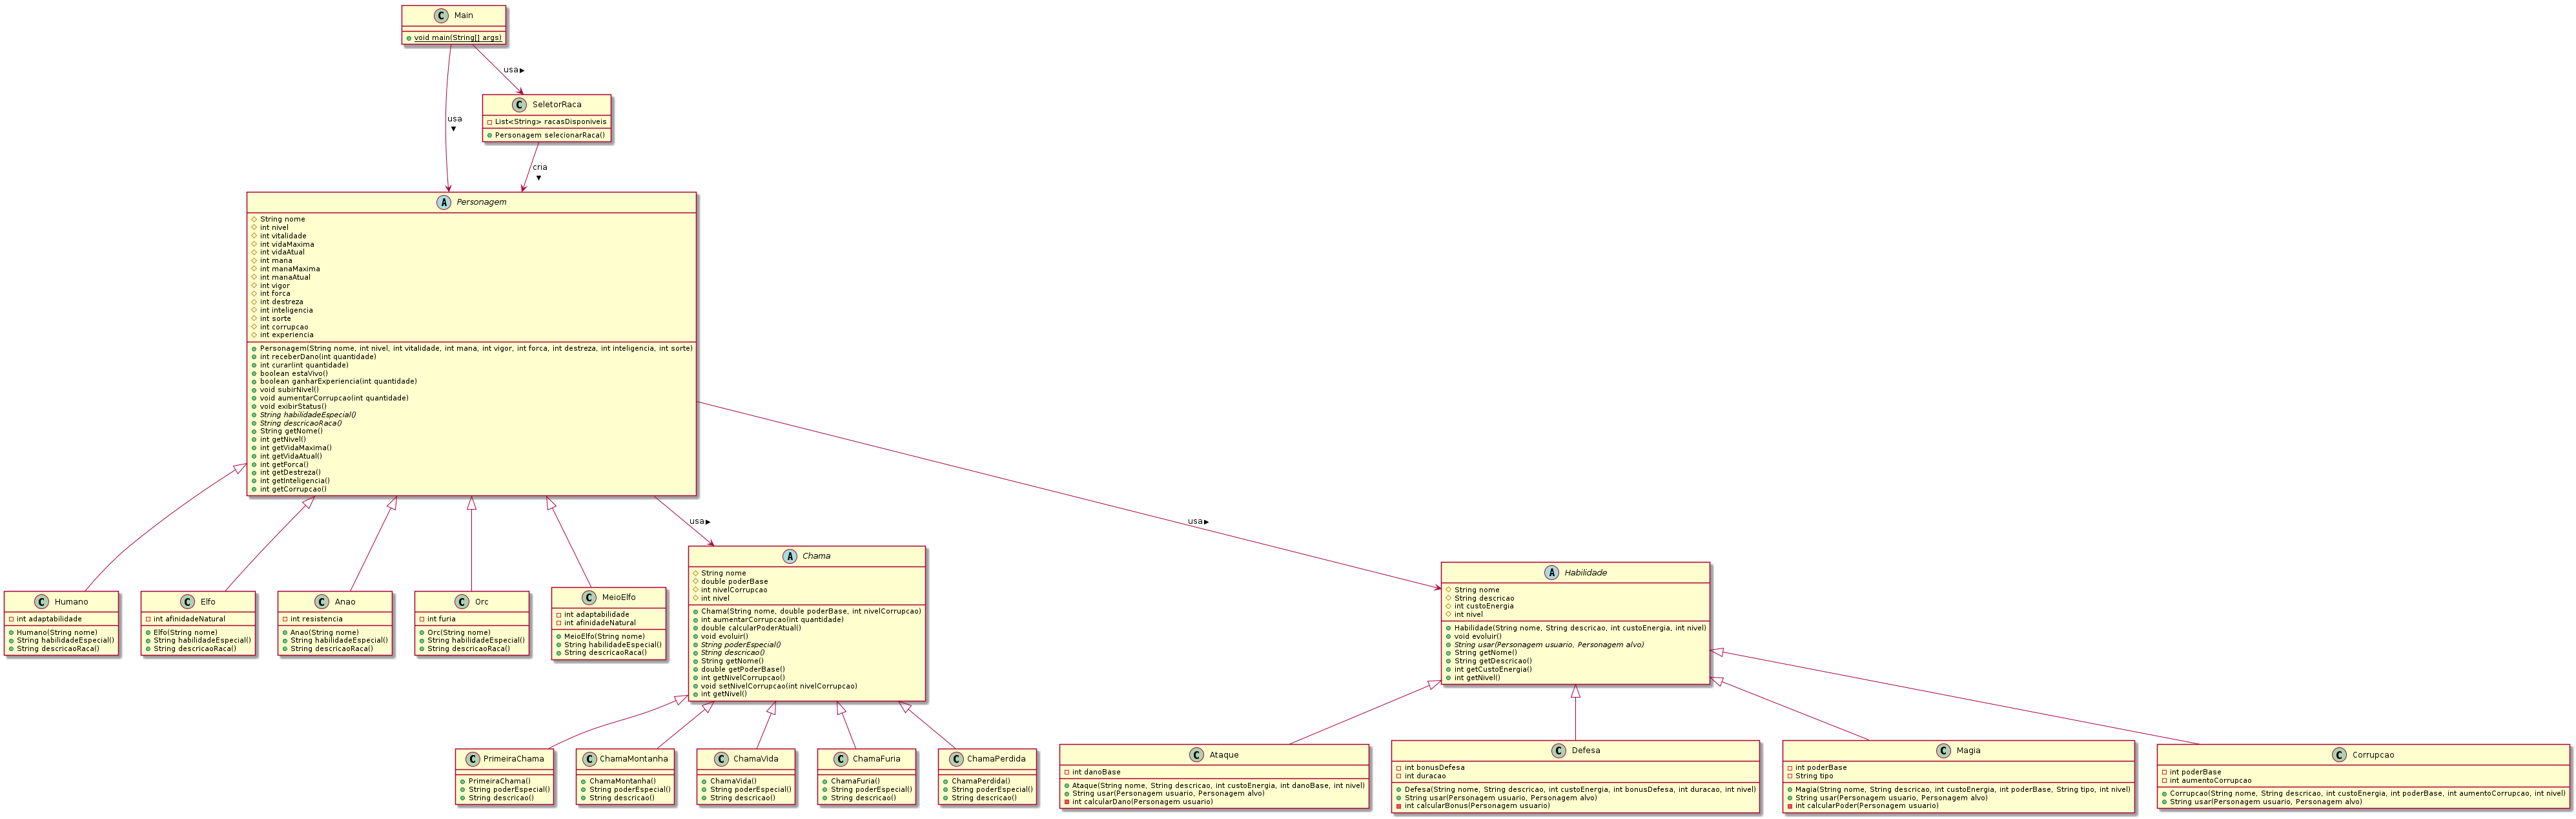 Main
void main(String[] args)
usa
usa
SeletorRaca
List<String> racasDisponiveis
Personagem selecionarRaca()
cria
Personagem
String nome
int nivel
int vitalidade
int vidaMaxima
int vidaAtual
int mana
int manaMaxima
int manaAtual
int vigor
int forca
int destreza
int inteligencia
int sorte
int corrupcao
int experiencia
Personagem(String nome, int nivel, int vitalidade, int mana, int vigor, int forca, int destreza, int inteligencia, int sorte)
int receberDano(int quantidade)
int curar(int quantidade)
boolean estaVivo()
boolean ganharExperiencia(int quantidade)
void subirNivel()
void aumentarCorrupcao(int quantidade)
void exibirStatus()
String habilidadeEspecial()
String descricaoRaca()
String getNome()
int getNivel()
int getVidaMaxima()
int getVidaAtual()
int getForca()
int getDestreza()
int getInteligencia()
int getCorrupcao()
usa
usa
Humano
int adaptabilidade
Humano(String nome)
String habilidadeEspecial()
String descricaoRaca()
Elfo
int afinidadeNatural
Elfo(String nome)
String habilidadeEspecial()
String descricaoRaca()
Anao
int resistencia
Anao(String nome)
String habilidadeEspecial()
String descricaoRaca()
Orc
int furia
Orc(String nome)
String habilidadeEspecial()
String descricaoRaca()
MeioElfo
int adaptabilidade
int afinidadeNatural
MeioElfo(String nome)
String habilidadeEspecial()
String descricaoRaca()
Chama
String nome
double poderBase
int nivelCorrupcao
int nivel
Chama(String nome, double poderBase, int nivelCorrupcao)
int aumentarCorrupcao(int quantidade)
double calcularPoderAtual()
void evoluir()
String poderEspecial()
String descricao()
String getNome()
double getPoderBase()
int getNivelCorrupcao()
void setNivelCorrupcao(int nivelCorrupcao)
int getNivel()
Habilidade
String nome
String descricao
int custoEnergia
int nivel
Habilidade(String nome, String descricao, int custoEnergia, int nivel)
void evoluir()
String usar(Personagem usuario, Personagem alvo)
String getNome()
String getDescricao()
int getCustoEnergia()
int getNivel()
PrimeiraChama
PrimeiraChama()
String poderEspecial()
String descricao()
ChamaMontanha
ChamaMontanha()
String poderEspecial()
String descricao()
ChamaVida
ChamaVida()
String poderEspecial()
String descricao()
ChamaFuria
ChamaFuria()
String poderEspecial()
String descricao()
ChamaPerdida
ChamaPerdida()
String poderEspecial()
String descricao()
Ataque
int danoBase
Ataque(String nome, String descricao, int custoEnergia, int danoBase, int nivel)
String usar(Personagem usuario, Personagem alvo)
int calcularDano(Personagem usuario)
Defesa
int bonusDefesa
int duracao
Defesa(String nome, String descricao, int custoEnergia, int bonusDefesa, int duracao, int nivel)
String usar(Personagem usuario, Personagem alvo)
int calcularBonus(Personagem usuario)
Magia
int poderBase
String tipo
Magia(String nome, String descricao, int custoEnergia, int poderBase, String tipo, int nivel)
String usar(Personagem usuario, Personagem alvo)
int calcularPoder(Personagem usuario)
Corrupcao
int poderBase
int aumentoCorrupcao
Corrupcao(String nome, String descricao, int custoEnergia, int poderBase, int aumentoCorrupcao, int nivel)
String usar(Personagem usuario, Personagem alvo)